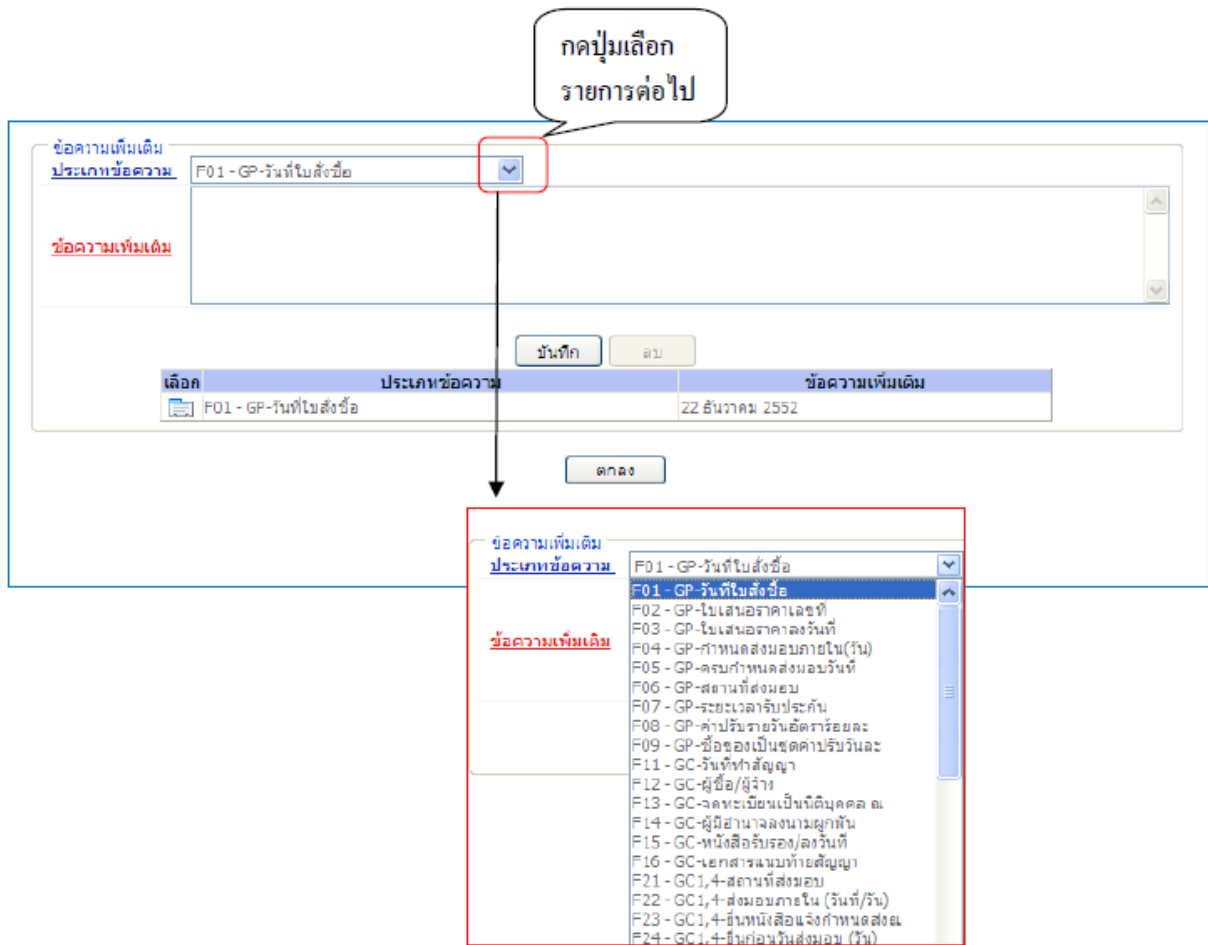 กดปุ่มเลือก
รายการต่อไป
ข้อความเพิ่มเติม
ประเภทข้อความ F01 - GP-วันที่ใบสั่งซื้อ
ข้อความเพิ่มเติม
บันทึก ลบ
เลือก ประเภทข้อความ ข้อความเพิ่มเติม
F01 - GP-วันที่ใบสั่งซื้อ 22 ธันวาคม 2552
ตกลง
ข้อความเพิ่มเติม
ประเภทข้อความ F01 - GP-วันที่ใบสั่งซื้อ
F01 - GP-วันที่ใบสั่งซื้อ
F02 - GP-ใบเสนอราคาเลขที่
ข้อความเพิ่มเติม
F03 - GP-ใบเสนอราคาลงวันที่
F04 - GP-กำหนดส่งมอบภายใน(วัน)
F05 - GP-ครบกำหนดส่งมอบวันที่
F06 - GP-สถานที่ส่งมอบ
F07 - GP-ระยะเวลารับประกัน
F08 - GP-ค่าปรับรายวันอัตราร้อยละ
F09 - GP-ซื้อของเป็นชุดค่าปรับวันละ
F11 - GC-วันที่ทำสัญญา
F12 - GC-ผู้ซื้อ/ผู้ว่าจ้าง
F13 - GC-จดทะเบียนเป็นนิติบุคคล ณ
F14 - GC-ผู้มีอำนาจลงนามผูกพัน
F15 - GC-หนังสือรับรอง/ลงวันที่
F16 - GC-เอกสารแนบท้ายสัญญา
F21 - GC1,4-สถานที่ส่งมอบ
F22 - GC1,4-ส่งมอบภายใน (วันที่/วัน)
F23 - GC1,4-ยื่นหนังสือแจ้งกำหนดส่งณ
F24 - GC1,4-ยื่นก่อนวันส่งมอบ (วัน)